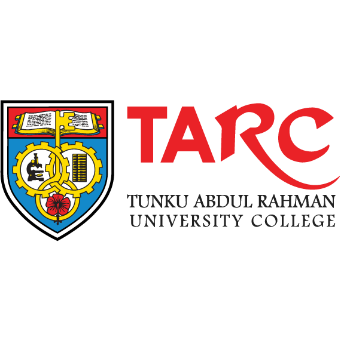 TARC
TUNKU ABDUL RAHMAN
UNIVERSITY COLLEGE